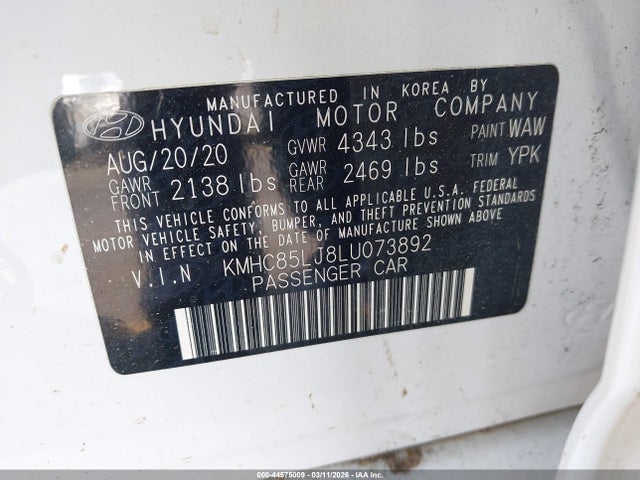 MANUFACTURED IN KOREA BY
HYUNDAI MOTOR COMPANY
AUG/20/20 GVWR 4343 lbs PAINT WAW
GAWR FRONT 2138 lbs GAWR REAR 2469 lbs TRIM YPK
THIS VEHICLE CONFORMS TO ALL APPLICABLE U.S.A. FEDERAL
MOTOR VEHICLE SAFETY, BUMPER, AND THEFT PREVENTION STANDARDS
IN EFFECT ON THE DATE OF MANUFACTURE SHOWN ABOVE.
V.I.N KMHC85LJ8LU073892
PASSENGER CAR
000-44575009 | 03/11/2026 - IAAI.com